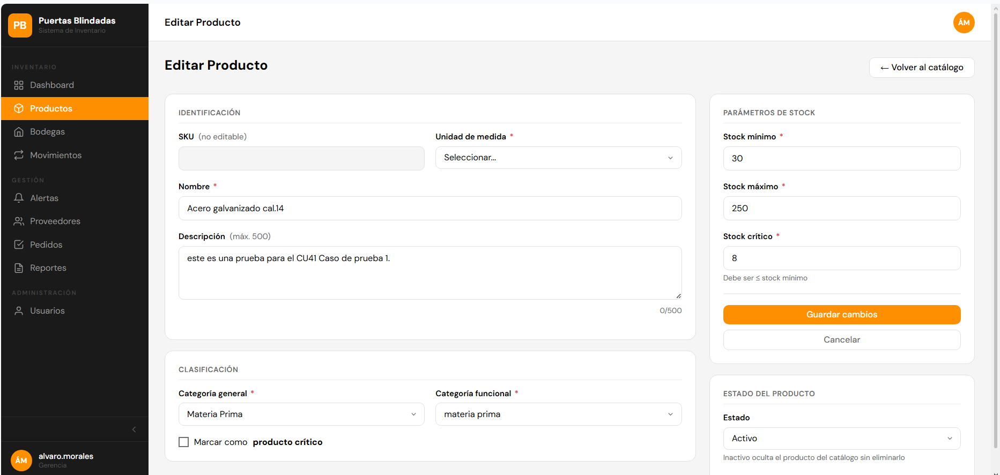 PB
Puertas Blindadas
Sistema de Inventario
INVENTARIO
Dashboard
Productos
Bodegas
Movimientos
GESTIÓN
Alertas
Proveedores
Pedidos
Reportes
ADMINISTRACIÓN
Usuarios
ÁM
alvaro.morales
Gerencia
Editar Producto
ÁM
Editar Producto
← Volver al catálogo
IDENTIFICACIÓN
SKU (no editable)
Unidad de medida *
Seleccionar...
Nombre *
Acero galvanizado cal.14
Descripción (máx. 500)
este es una prueba para el CU41 Caso de prueba 1.
0/500
CLASIFICACIÓN
Categoría general *
Materia Prima
Categoría funcional *
materia prima
Marcar como producto crítico
PARÁMETROS DE STOCK
Stock mínimo *
30
Stock máximo *
250
Stock crítico *
8
Debe ser ≤ stock mínimo
Guardar cambios
Cancelar
ESTADO DEL PRODUCTO
Estado
Activo
Inactivo oculta el producto del catálogo sin eliminarlo